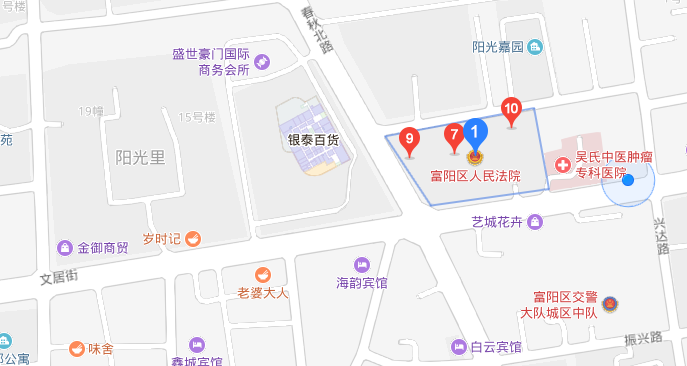 春秋北路
盛世豪门国际
商务会所
阳光嘉园
19幢
15号楼
10
1
7
9
苑
银泰百货
阳光里
吴氏中医肿瘤
专科医院
富阳区人民法院
艺城花卉
兴达路
岁时记
金御商贸
文居街
海韵宾馆
老婆大人
富阳区交警
大队城区中队
振兴路
味舍
白云宾馆
鑫城宾馆
公寓